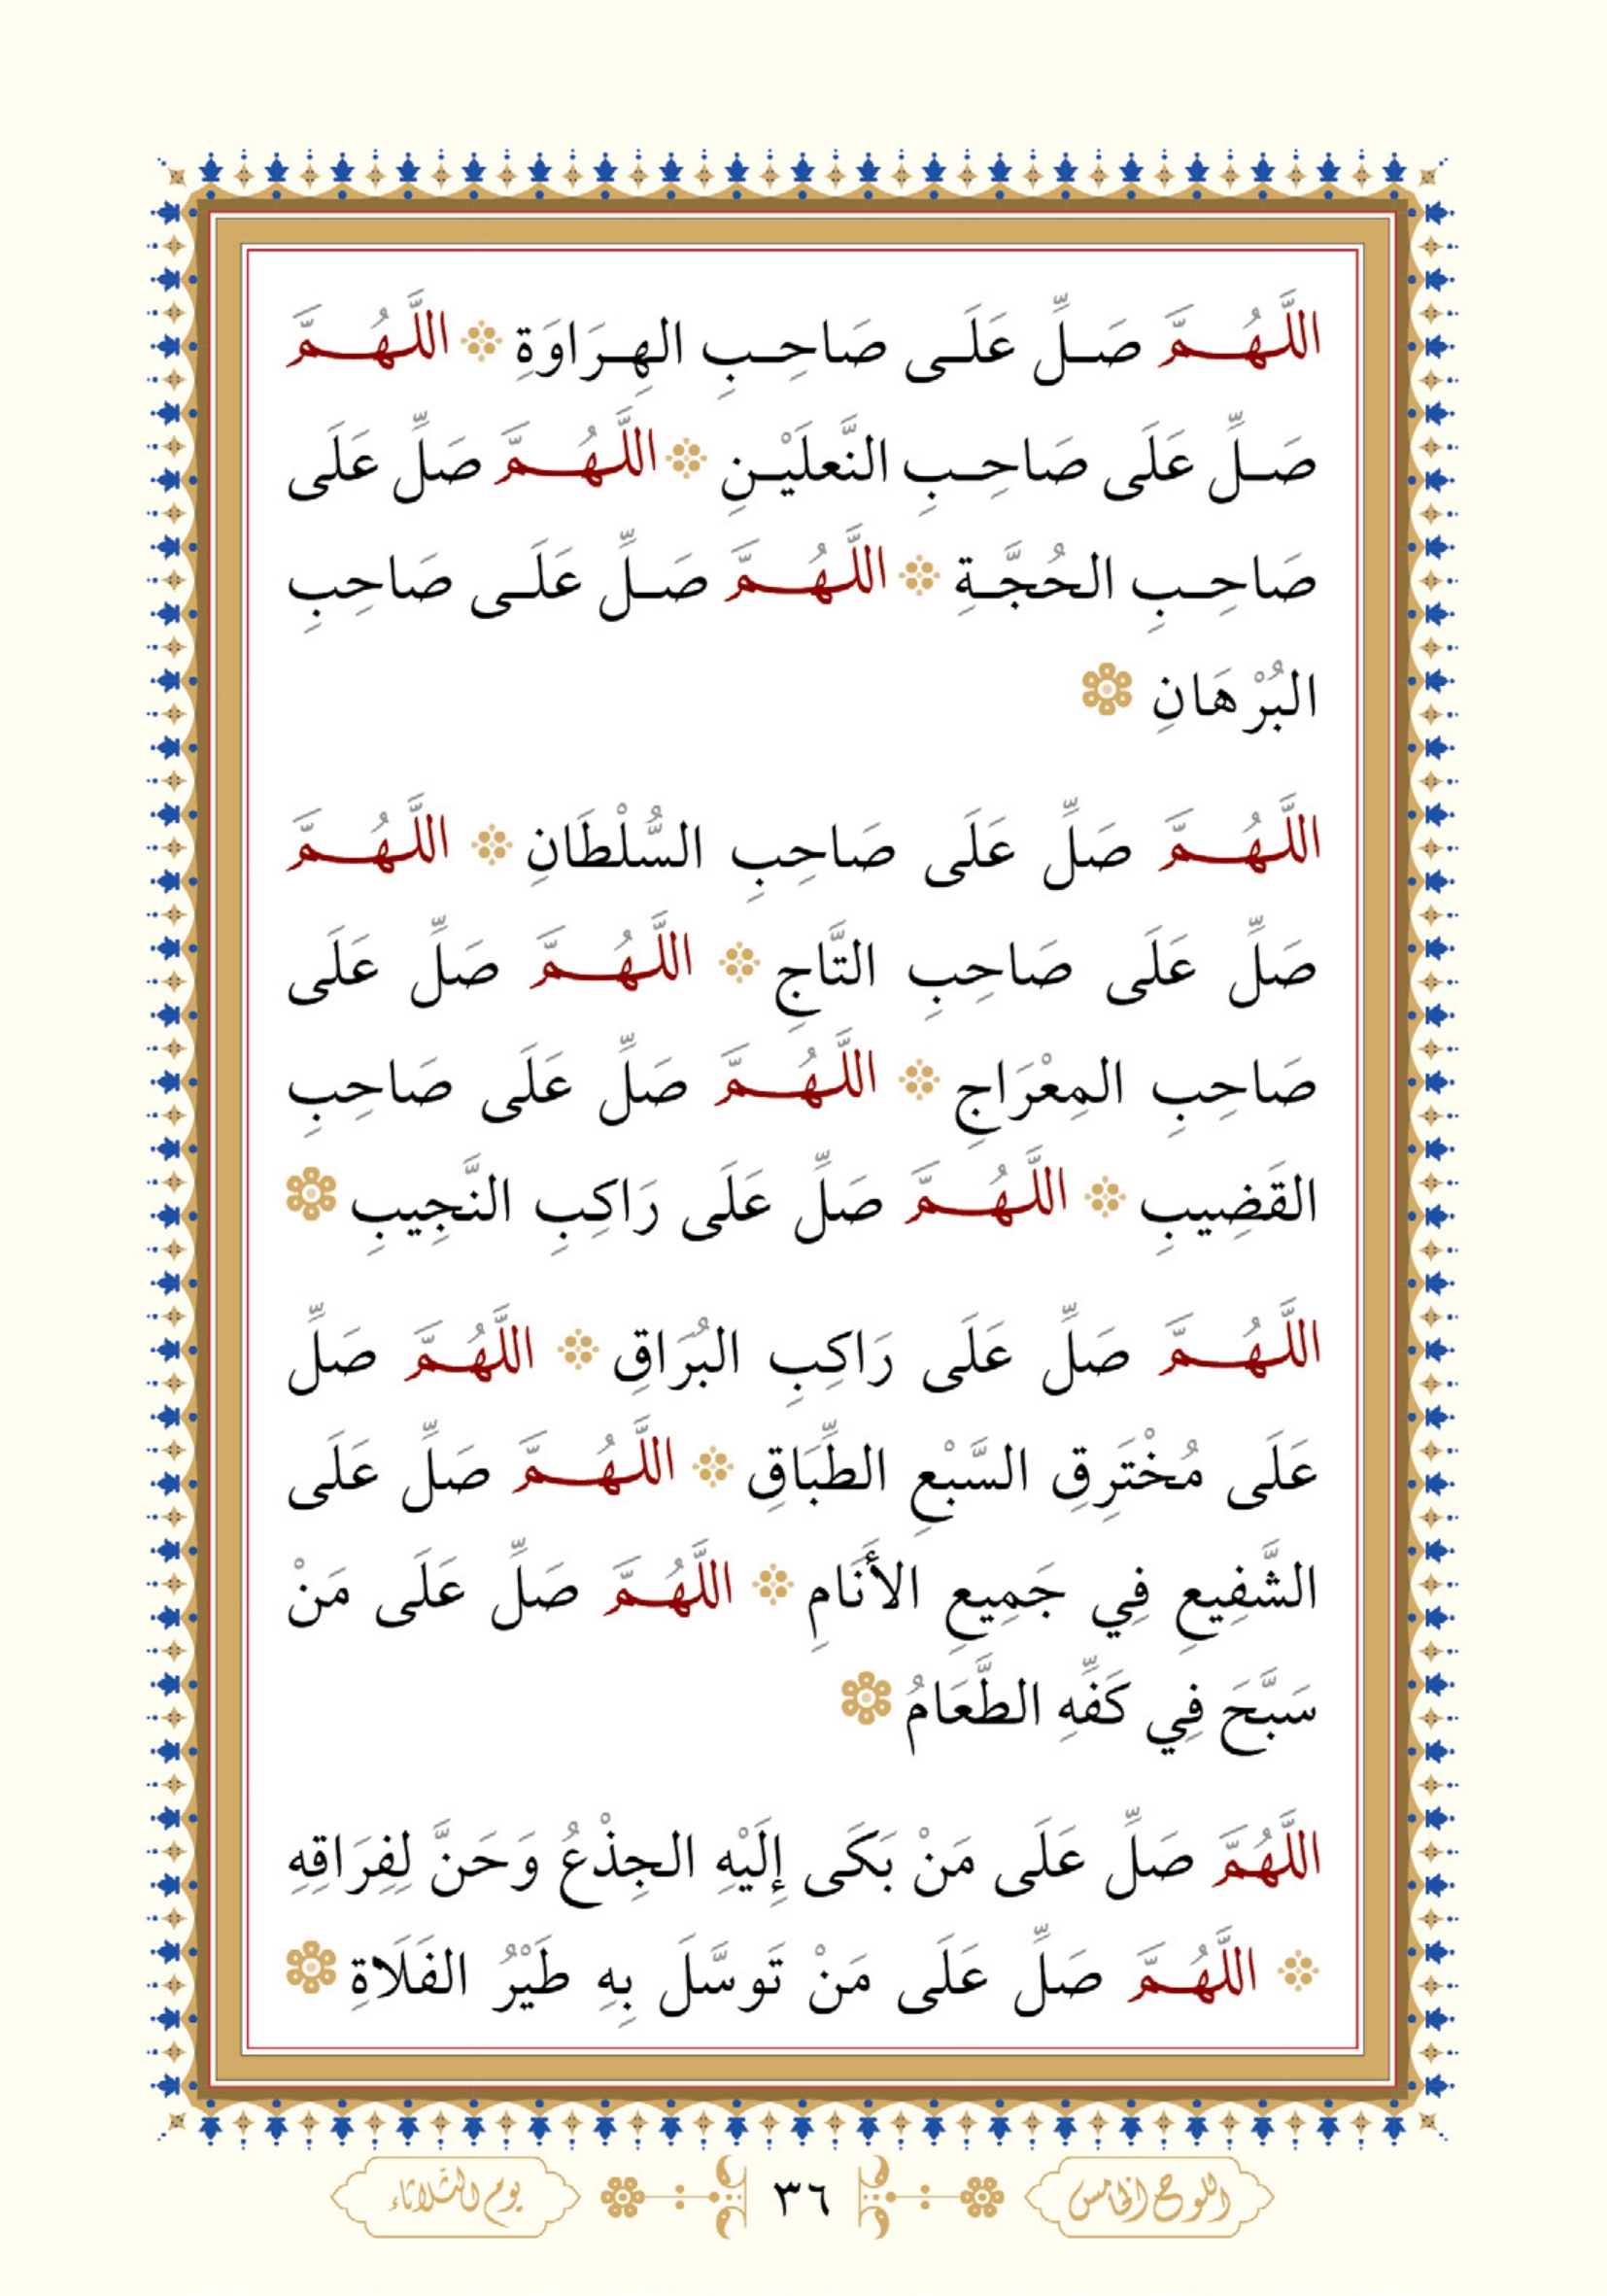 اللَّهُمَّ صَلِّ عَلَى صَاحِبِ الهِرَاوَةِ اللَّهُمَّ
صَلِّ عَلَى صَاحِبِ النَّعلَيْنِ اللَّهُمَّ صَلِّ عَلَى
صَاحِبِ الحُجَّةِ اللَّهُمَّ صَلِّ عَلَى صَاحِبِ
البُرْهَانِ
اللَّهُمَّ صَلِّ عَلَى صَاحِبِ السُّلْطَانِ اللَّهُمَّ
صَلِّ عَلَى صَاحِبِ التَّاجِ اللَّهُمَّ صَلِّ عَلَى
صَاحِبِ المِعْرَاجِ اللَّهُمَّ صَلِّ عَلَى صَاحِبِ
القَضِيبِ اللَّهُمَّ صَلِّ عَلَى رَاكِبِ النَّجِيبِ
اللَّهُمَّ صَلِّ عَلَى رَاكِبِ البُرَاقِ اللَّهُمَّ صَلِّ
عَلَى مُخْتَرِقِ السَّبْعِ الطِّبَاقِ اللَّهُمَّ صَلِّ عَلَى
الشَّفِيعِ فِي جَمِيعِ الأَنَامِ اللَّهُمَّ صَلِّ عَلَى مَنْ
سَبَّحَ فِي كَفِّهِ الطَّعَامُ
اللَّهُمَّ صَلِّ عَلَى مَنْ بَكَى إِلَيْهِ الجِذْعُ وَحَنَّ لِفِرَاقِهِ
اللَّهُمَّ صَلِّ عَلَى مَنْ تَوسَّلَ بِهِ طَيْرُ الفَلَاةِ
اللوح الخامس ٣٦ يوم الثلاثاء